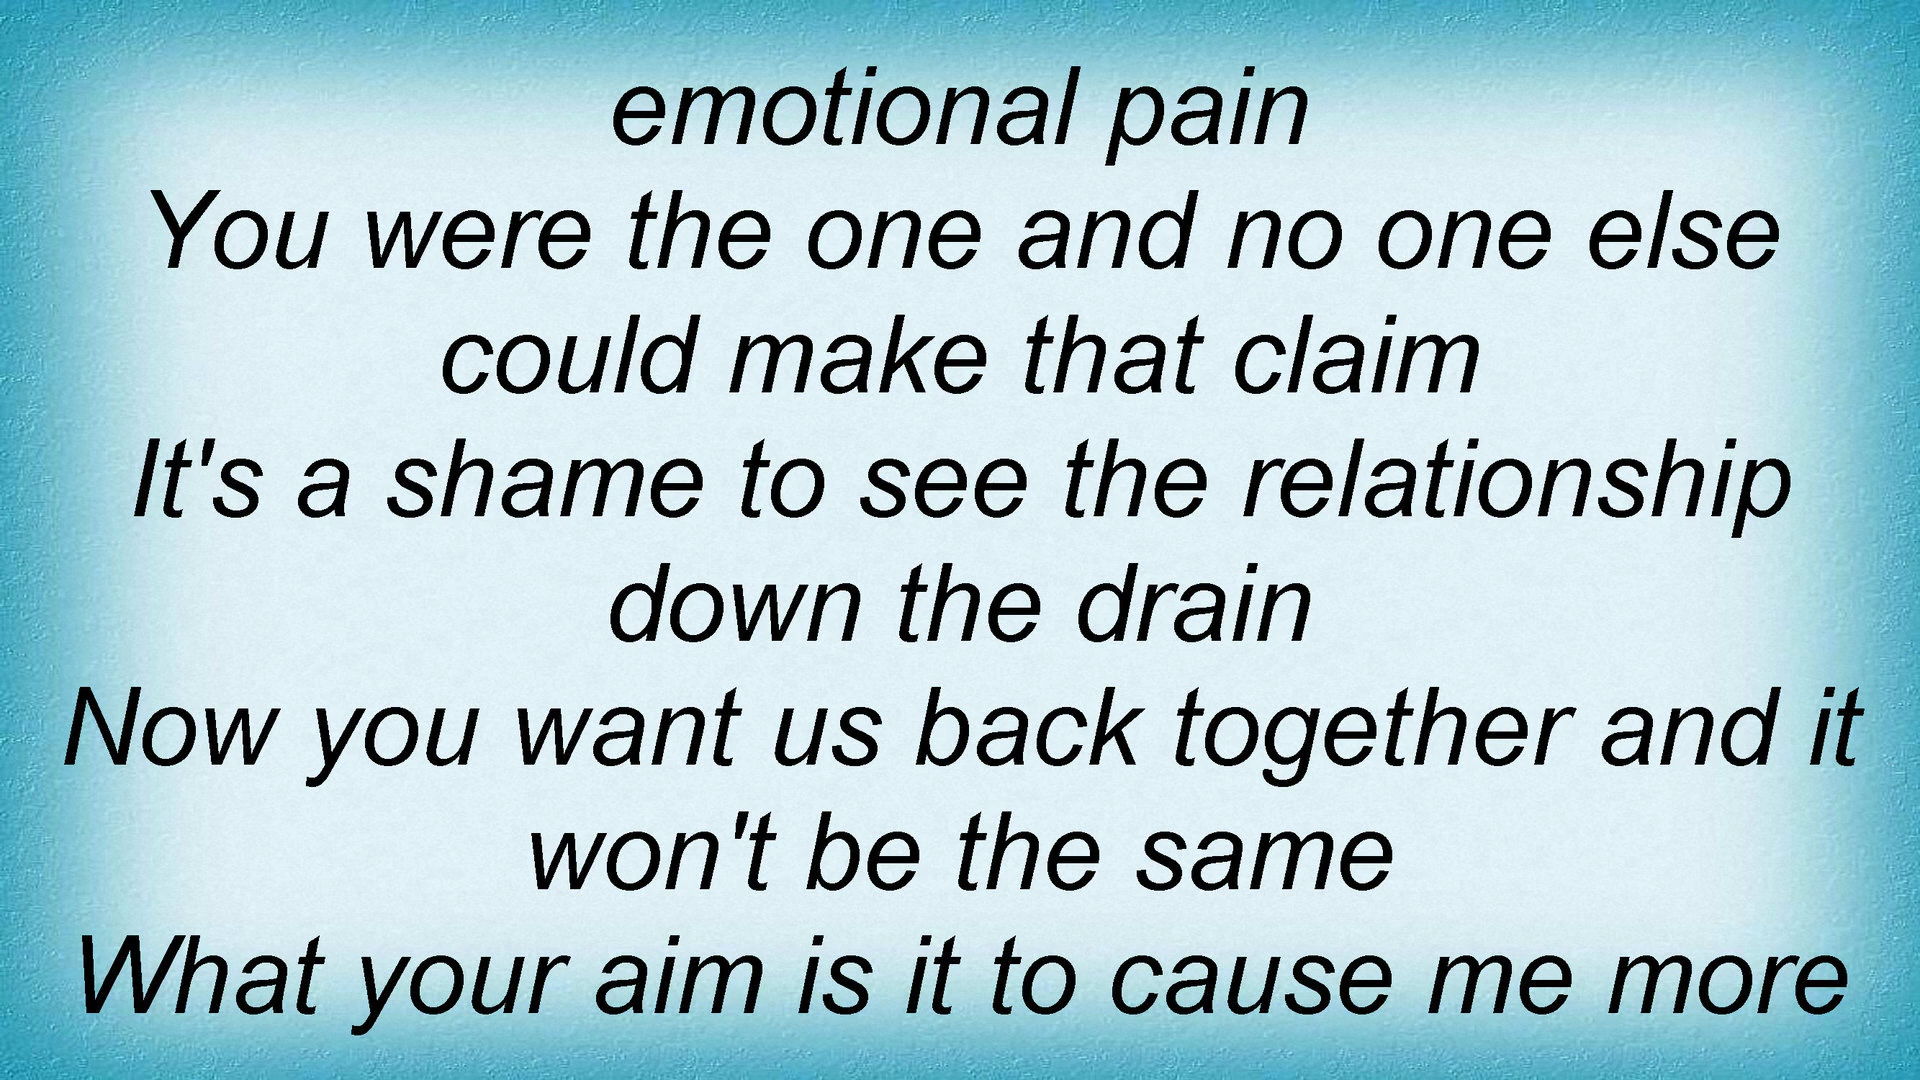 emotional pain
You were the one and no one else
could make that claim
It's a shame to see the relationship
down the drain
Now you want us back together and it
won't be the same
What your aim is it to cause me more